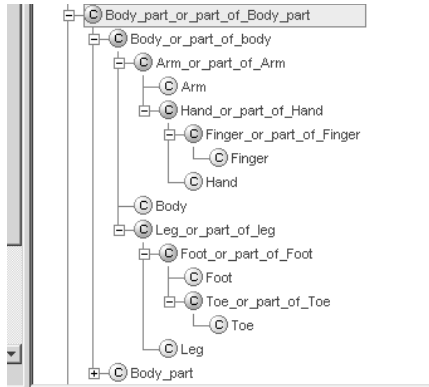 C Body_part_or_part_of_Body_part
C Body_or_part_of_body
C Arm_or_part_of_Arm
C Arm
C Hand_or_part_of_Hand
C Finger_or_part_of_Finger
C Finger
C Hand
C Body
C Leg_or_part_of_leg
C Foot_or_part_of_Foot
C Foot
C Toe_or_part_of_Toe
C Toe
C Leg
C Body_part